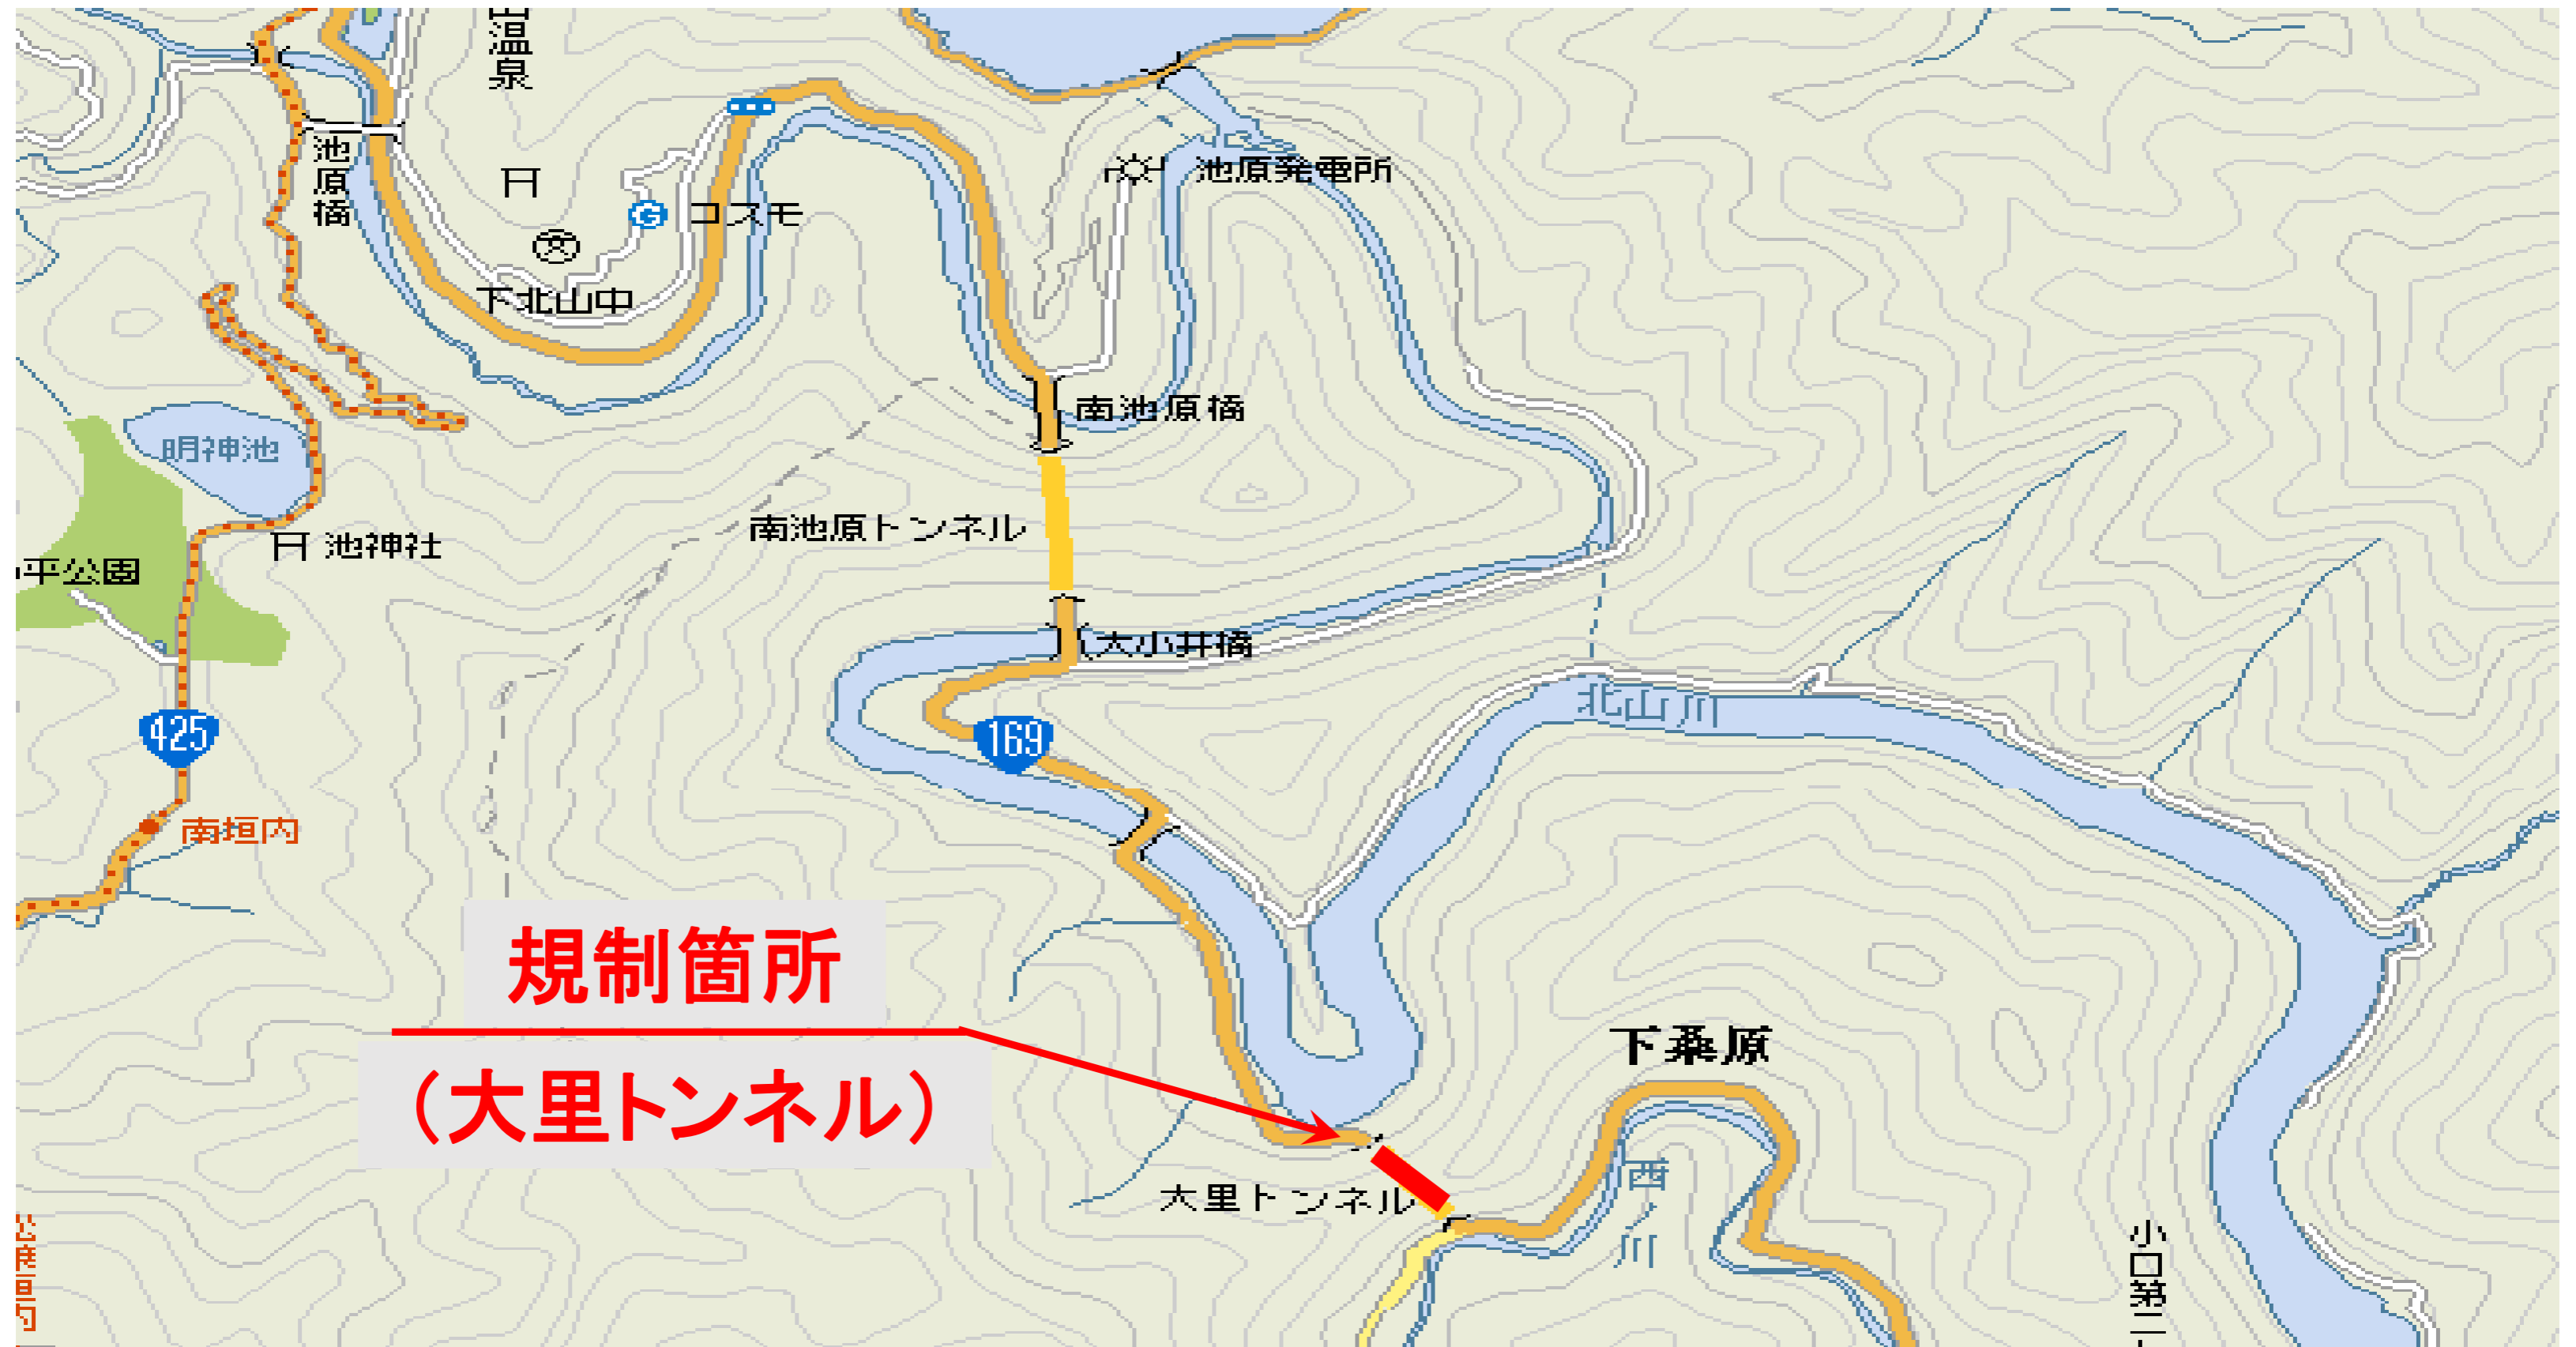 温泉
池原橋
コスモ
下北山中
池原発電所
南池原橋
明神池
南池原トンネル
池神社
平公園
大小井橋
北山川
425
169
南垣内
規制箇所
（大里トンネル）
下桑原
大里トンネル
西ノ川
小口第二